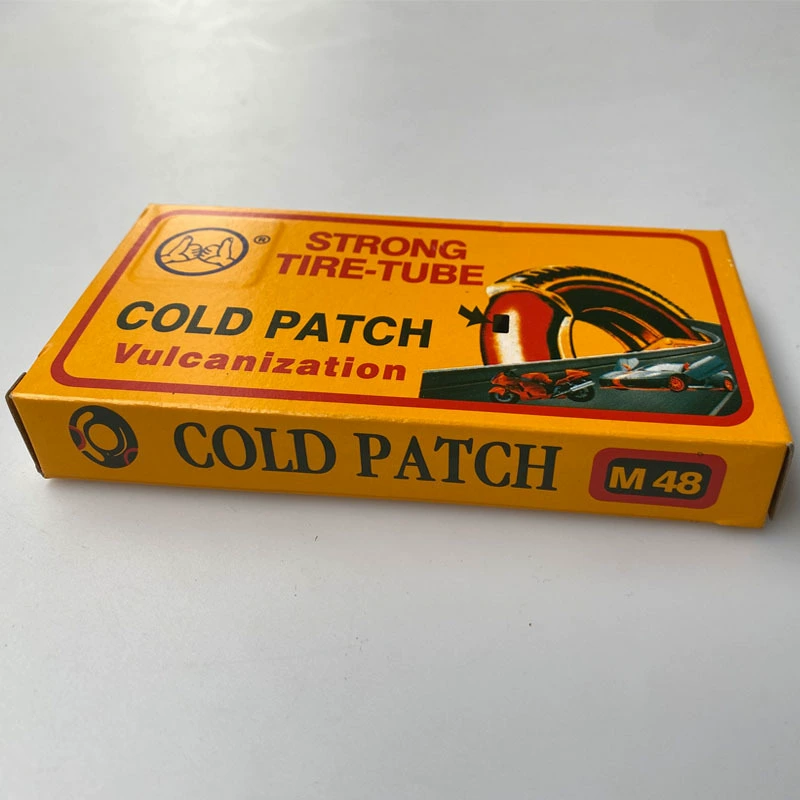 ®
STRONG
TIRE-TUBE
COLD PATCH
Vulcanization
COLD PATCH
M 48